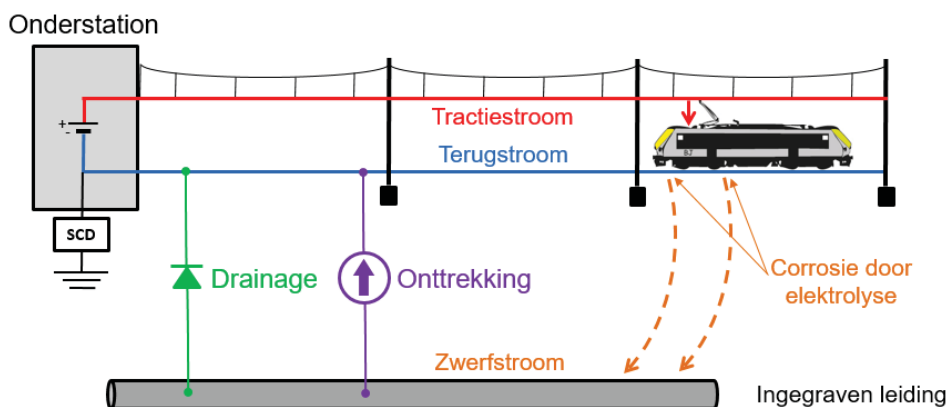 Onderstation
+
-
Tractiestroom
Terugstroom
SCD
Drainage
Onttrekking
Corrosie door
elektrolyse
Zwerfstroom
Ingegraven leiding